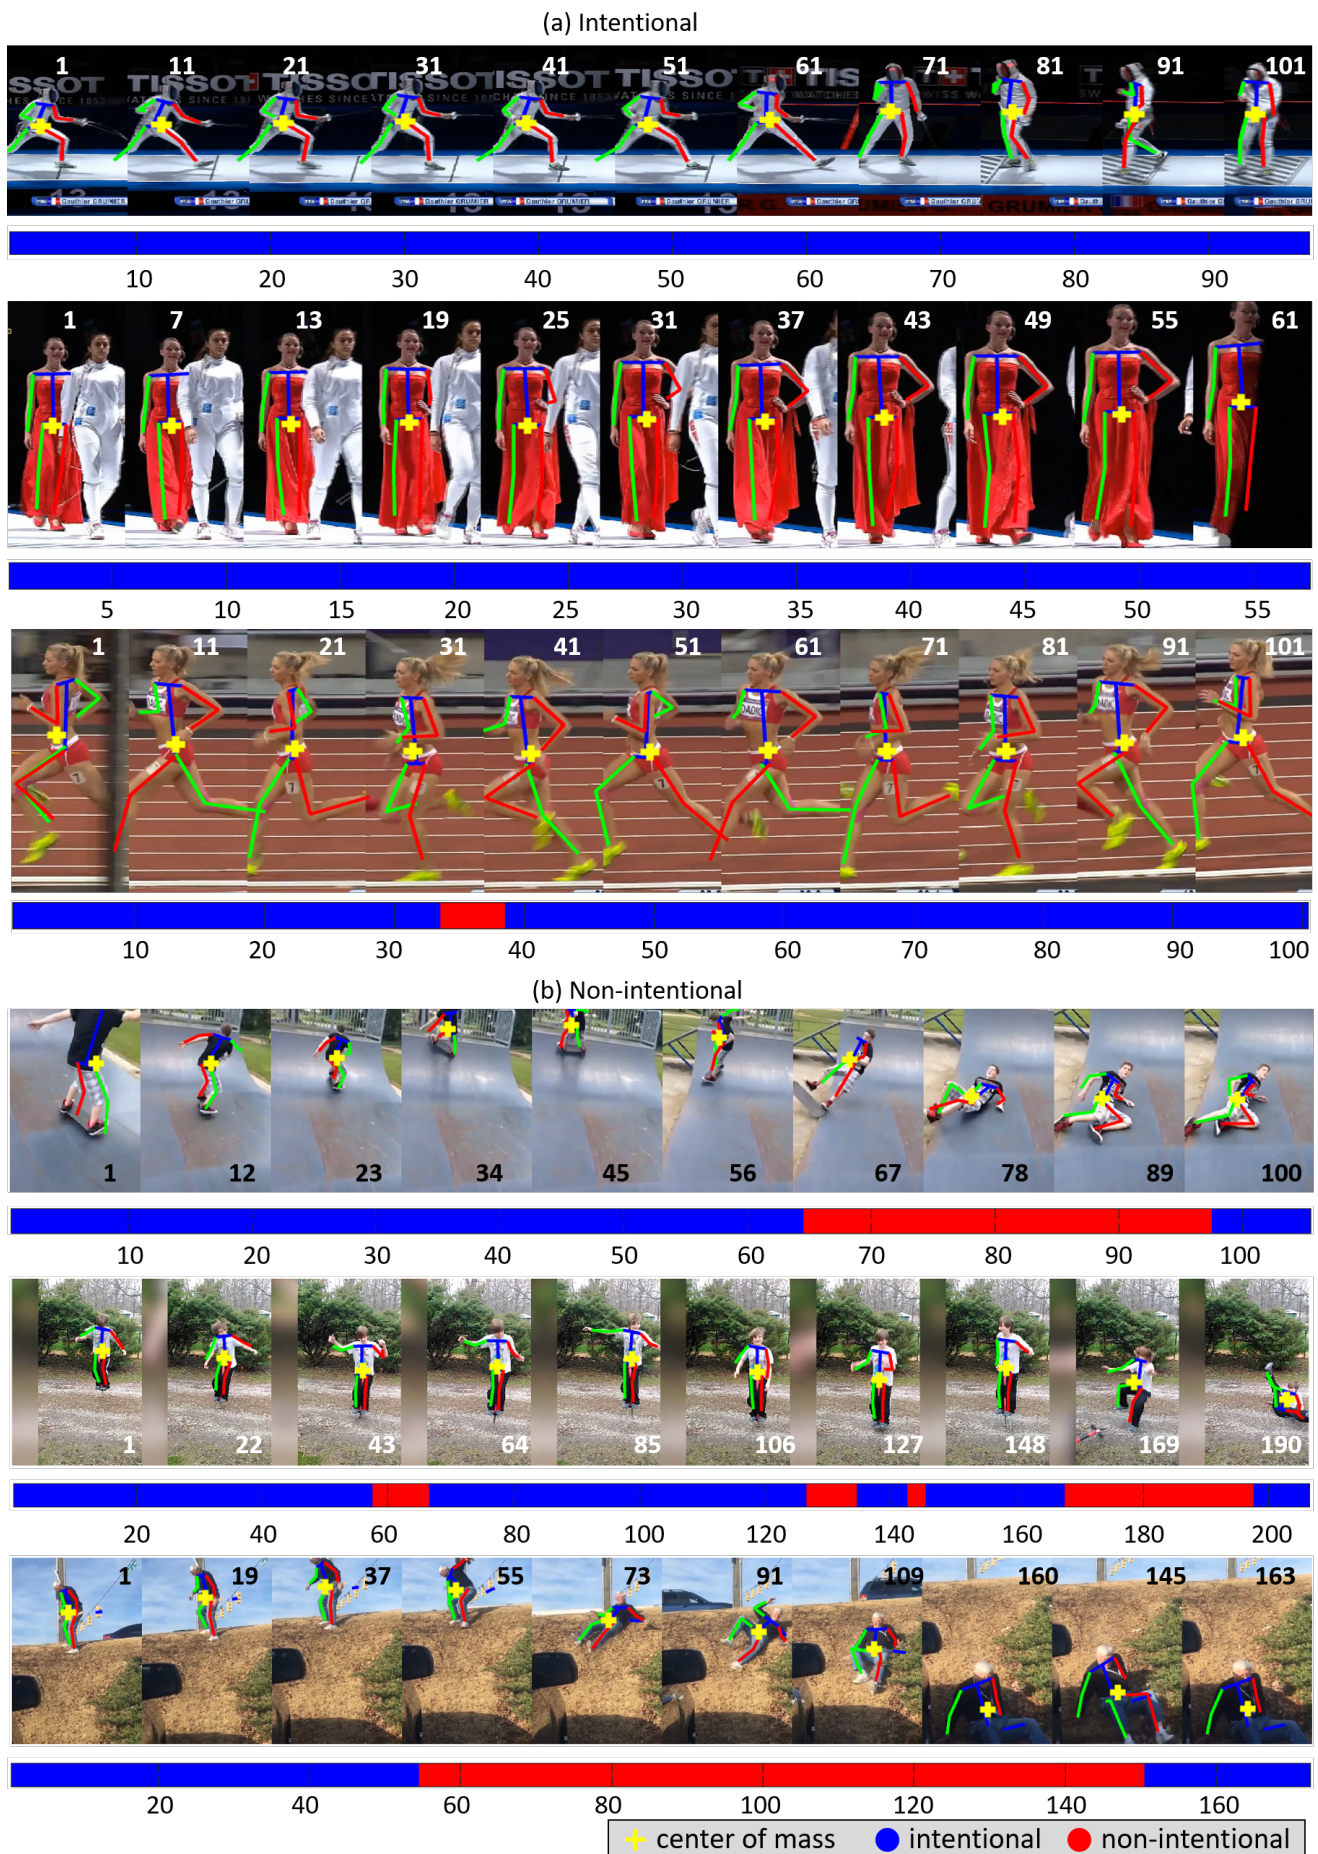 (a) Intentional
1 11 21 31 41 51 61 71 81 91 101
SSOT TISSOT TISSOT TISSOT
Gauthier GRUMIER
10 20 30 40 50 60 70 80 90
1 7 13 19 25 31 37 43 49 55 61
5 10 15 20 25 30 35 40 45 50 55
1 11 21 31 41 51 61 71 81 91 101
10 20 30 40 50 60 70 80 90 100
(b) Non-intentional
1 12 23 34 45 56 67 78 89 100
10 20 30 40 50 60 70 80 90 100
1 22 43 64 85 106 127 148 169 190
20 40 60 80 100 120 140 160 180 200
1 19 37 55 73 91 109 160 145 163
20 40 60 80 100 120 140 160
center of mass intentional non-intentional